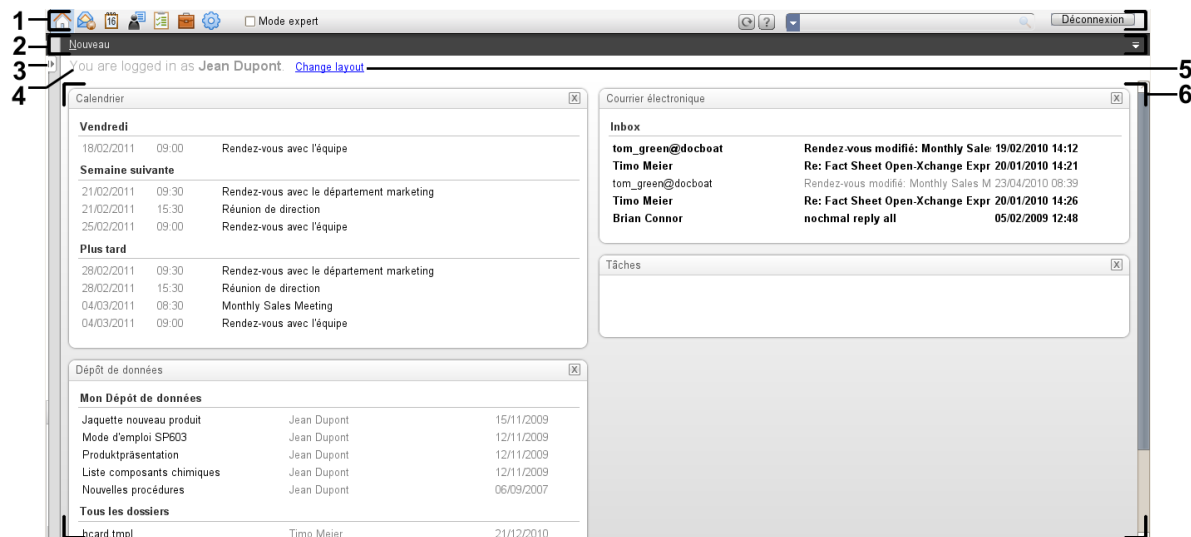 1
16
Mode expert
Déconnexion
2
Nouveau
3
4
You are logged in as Jean Dupont. Change layout
5
6
Calendrier
Vendredi
18/02/2011 09:00 Rendez-vous avec l'équipe
Semaine suivante
21/02/2011 09:30 Rendez-vous avec le département marketing
21/02/2011 15:30 Réunion de direction
25/02/2011 09:00 Rendez-vous avec l'équipe
Plus tard
28/02/2011 09:30 Rendez-vous avec le département marketing
28/02/2011 15:30 Réunion de direction
04/03/2011 08:30 Monthly Sales Meeting
04/03/2011 09:00 Rendez-vous avec l'équipe
Courrier électronique
Inbox
tom_green@docboat Rendez-vous modifié: Monthly Sale 19/02/2010 14:12
Timo Meier Re: Fact Sheet Open-Xchange Expr 20/01/2010 14:21
tom_green@docboat Rendez-vous modifié: Monthly Sales M 23/04/2010 08:39
Timo Meier Re: Fact Sheet Open-Xchange Expr 20/01/2010 14:26
Brian Connor nochmal reply all 05/02/2009 12:48
Tâches
Dépôt de données
Mon Dépôt de données
Jaquette nouveau produit Jean Dupont 15/11/2009
Mode d'emploi SP603 Jean Dupont 12/11/2009
Produktpräsentation Jean Dupont 12/11/2009
Liste composants chimiques Jean Dupont 12/11/2009
Nouvelles procédures Jean Dupont 06/09/2007
Tous les dossiers
bcard.tmpl Timo Meier 21/12/2010